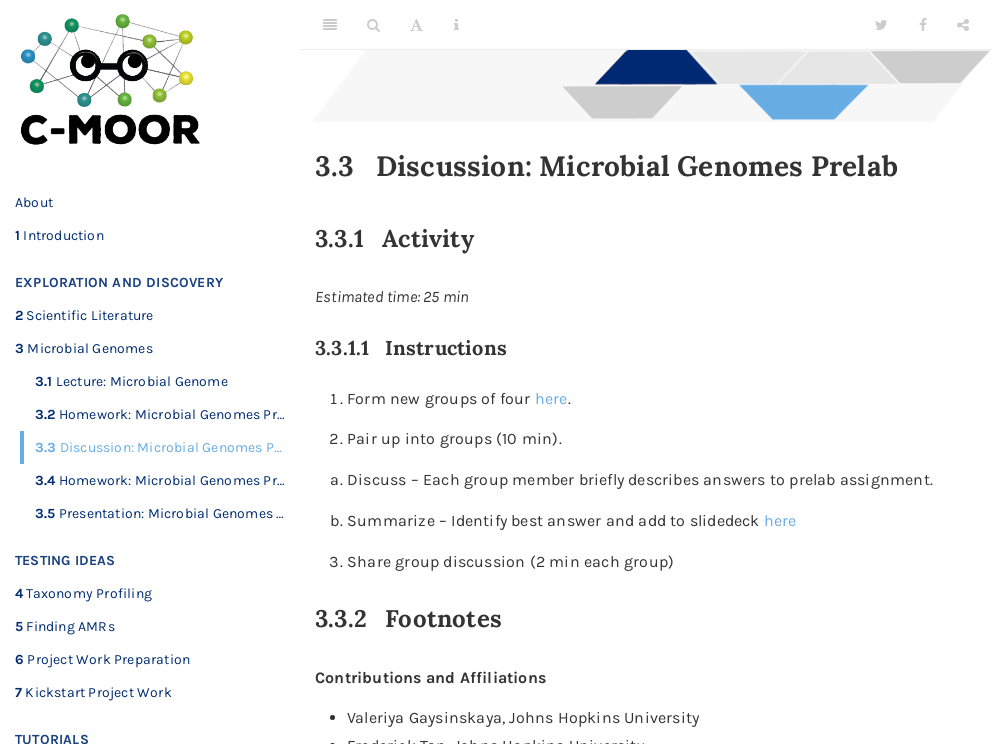 C-MOOR
About
1 Introduction
EXPLORATION AND DISCOVERY
2 Scientific Literature
3 Microbial Genomes
3.1 Lecture: Microbial Genome
3.2 Homework: Microbial Genomes Pr...
3.3 Discussion: Microbial Genomes P...
3.4 Homework: Microbial Genomes Pr...
3.5 Presentation: Microbial Genomes ...
TESTING IDEAS
4 Taxonomy Profiling
5 Finding AMRs
6 Project Work Preparation
7 Kickstart Project Work
TUTORIALS
3.3 Discussion: Microbial Genomes Prelab
3.3.1 Activity
Estimated time: 25 min
3.3.1.1 Instructions
1. Form new groups of four here.
2. Pair up into groups (10 min).
a. Discuss – Each group member briefly describes answers to prelab assignment.
b. Summarize – Identify best answer and add to slidedeck here
3. Share group discussion (2 min each group)
3.3.2 Footnotes
Contributions and Affiliations
• Valeriya Gaysinskaya, Johns Hopkins University
• Frederick Tan, Johns Hopkins University